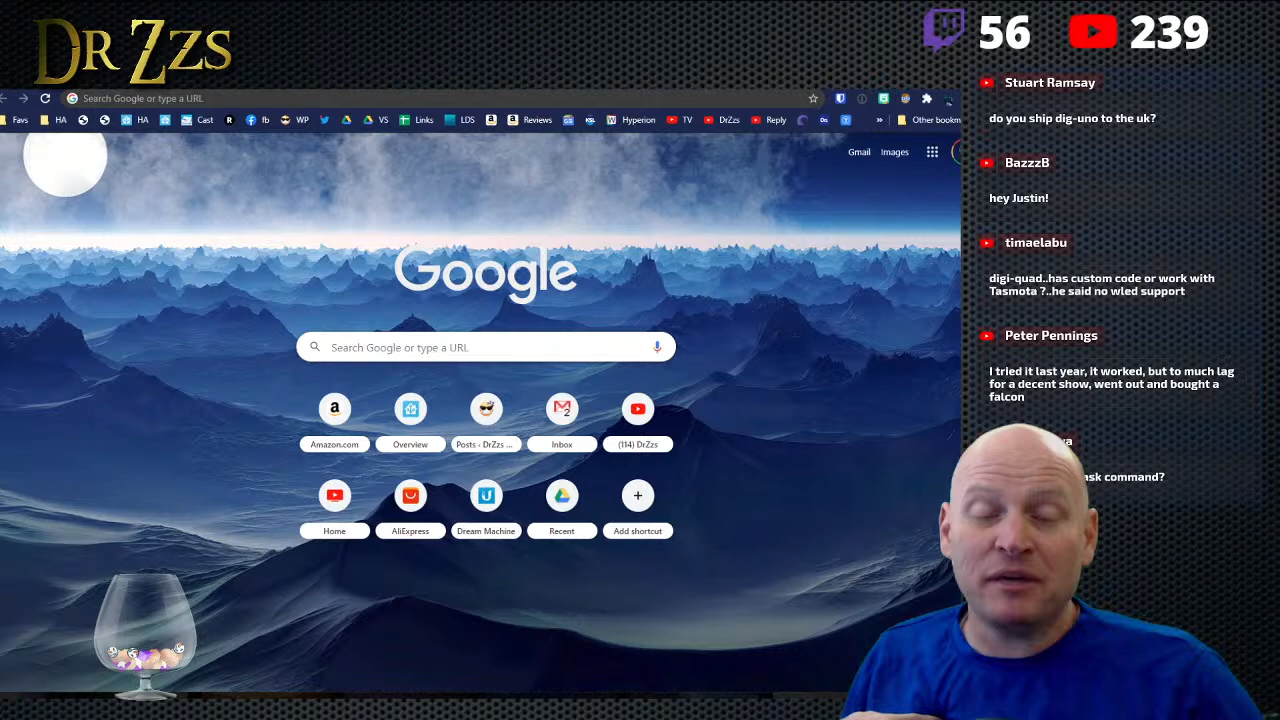 DR ZZS
56
239
Search Google or type a URL
Favs HA HA Cast fb WP VS Links LDS Reviews Hyperion TV DrZzs Reply » Other bookm
Gmail Images
Google
Search Google or type a URL
Amazon.com Overview Posts ‹ DrZzs ... Inbox (114) DrZzs
Home AliExpress Dream Machine Recent Add shortcut
Stuart Ramsay
do you ship dig-uno to the uk?
BazzzB
hey Justin!
timaelabu
digi-quad..has custom code or work with
Tasmota ?..he said no wled support
Peter Pennings
I tried it last year, it worked, but to much lag
for a decent show, went out and bought a
falcon
ask command?